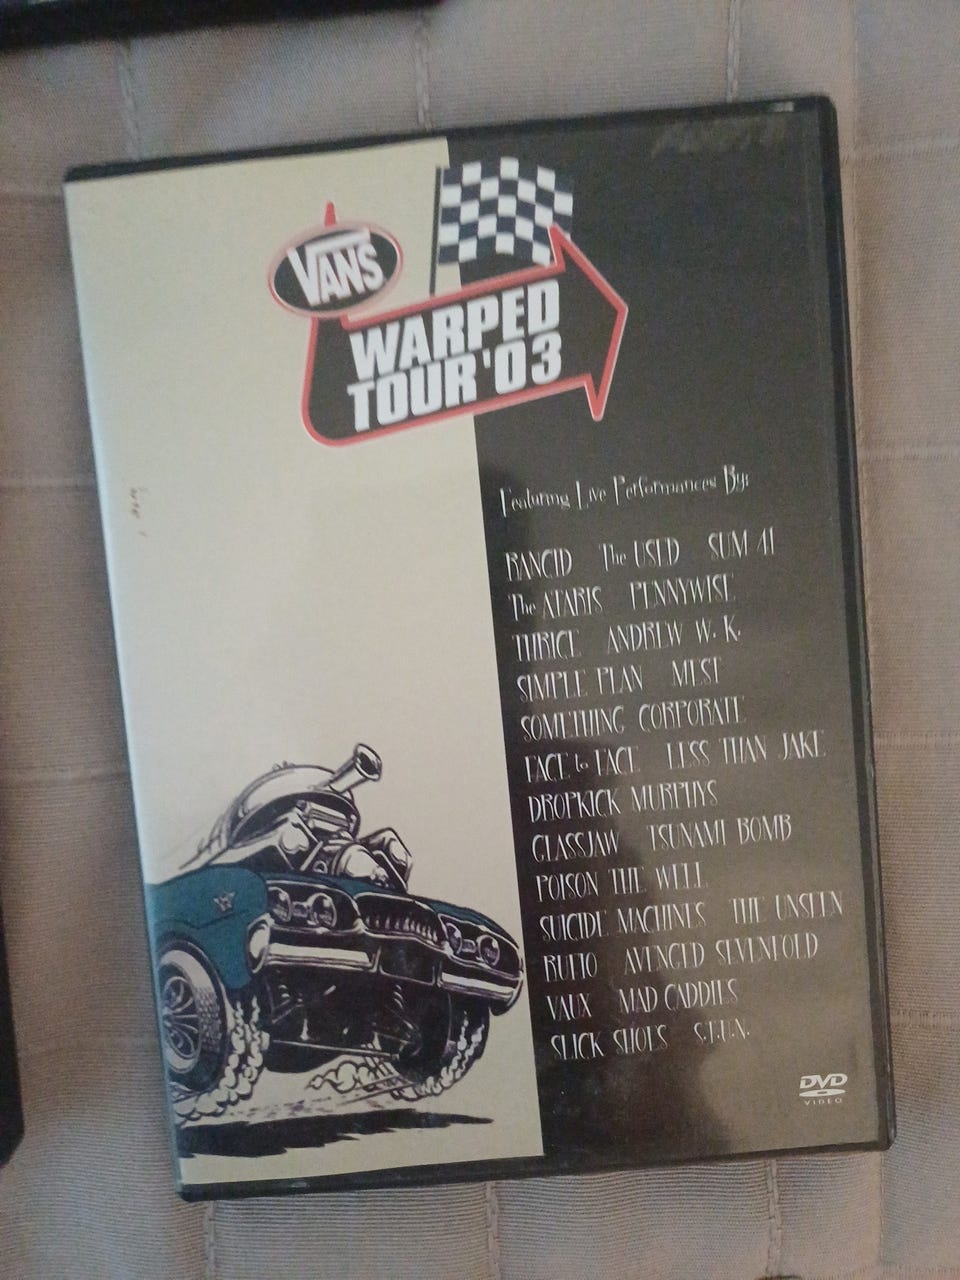 VANS
WARPED
TOUR '03
Featuring Live Performances By:
RANCID The USED SUM 41
The ATARIS PENNYWISE
THRICE ANDREW W. K.
SIMPLE PLAN MEST
SOMETHING CORPORATE
FACE to FACE LESS THAN JAKE
DROPKICK MURPHYS
GLASSJAW TSUNAMI BOMB
POISON THE WELL
SUICIDE MACHINES THE UNSEEN
RUFIO AVENGED SEVENFOLD
VAUX MAD CADDIES
SLICK SHOES S.T.U.N.
DVD
VIDEO